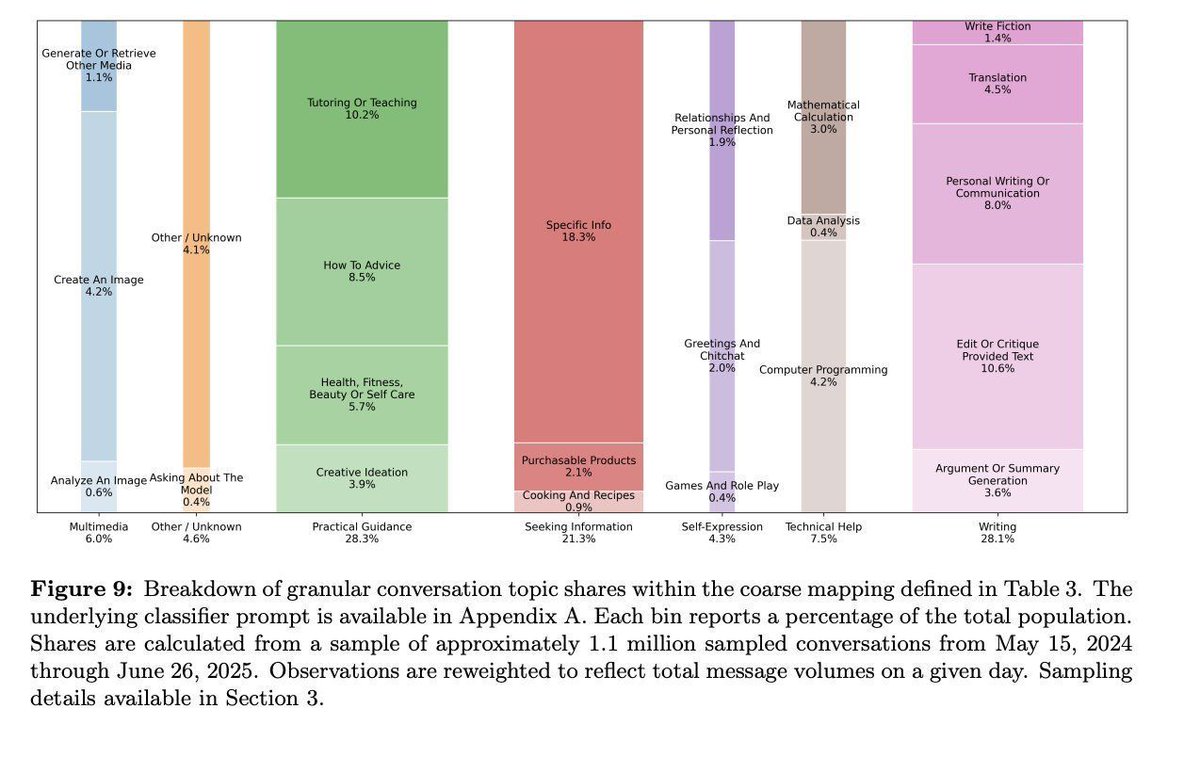 Generate Or Retrieve
Other Media
1.1%
Create An Image
4.2%
Analyze An Image
0.6%
Other / Unknown
4.1%
Asking About The
Model
0.4%
Tutoring Or Teaching
10.2%
How To Advice
8.5%
Health, Fitness,
Beauty Or Self Care
5.7%
Creative Ideation
3.9%
Specific Info
18.3%
Purchasable Products
2.1%
Cooking And Recipes
0.9%
Relationships And
Personal Reflection
1.9%
Greetings And
Chitchat
2.0%
Games And Role Play
0.4%
Mathematical
Calculation
3.0%
Data Analysis
0.4%
Computer Programming
4.2%
Write Fiction
1.4%
Translation
4.5%
Personal Writing Or
Communication
8.0%
Edit Or Critique
Provided Text
10.6%
Argument Or Summary
Generation
3.6%
Multimedia
6.0%
Other / Unknown
4.6%
Practical Guidance
28.3%
Seeking Information
21.3%
Self-Expression
4.3%
Technical Help
7.5%
Writing
28.1%
Figure 9: Breakdown of granular conversation topic shares within the coarse mapping defined in Table 3. The
underlying classifier prompt is available in Appendix A. Each bin reports a percentage of the total population.
Shares are calculated from a sample of approximately 1.1 million sampled conversations from May 15, 2024
through June 26, 2025. Observations are reweighted to reflect total message volumes on a given day. Sampling
details available in Section 3.